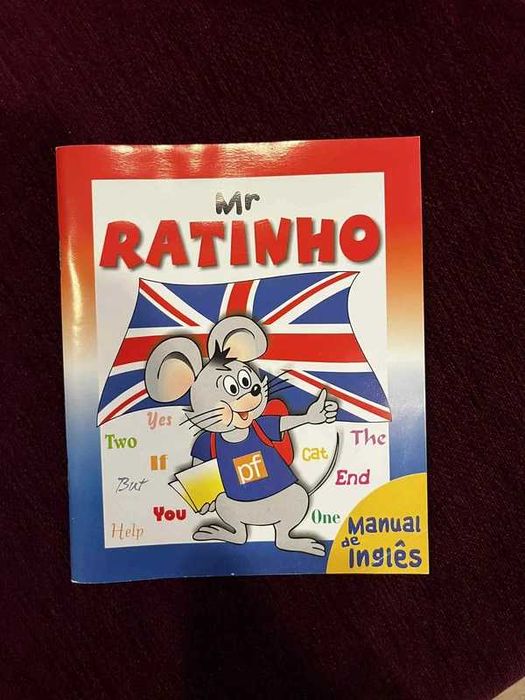 Mr
RATINHO
Yes
Two
If
But
You
Help
pf
cat
The
End
One
Manual
de
Inglês